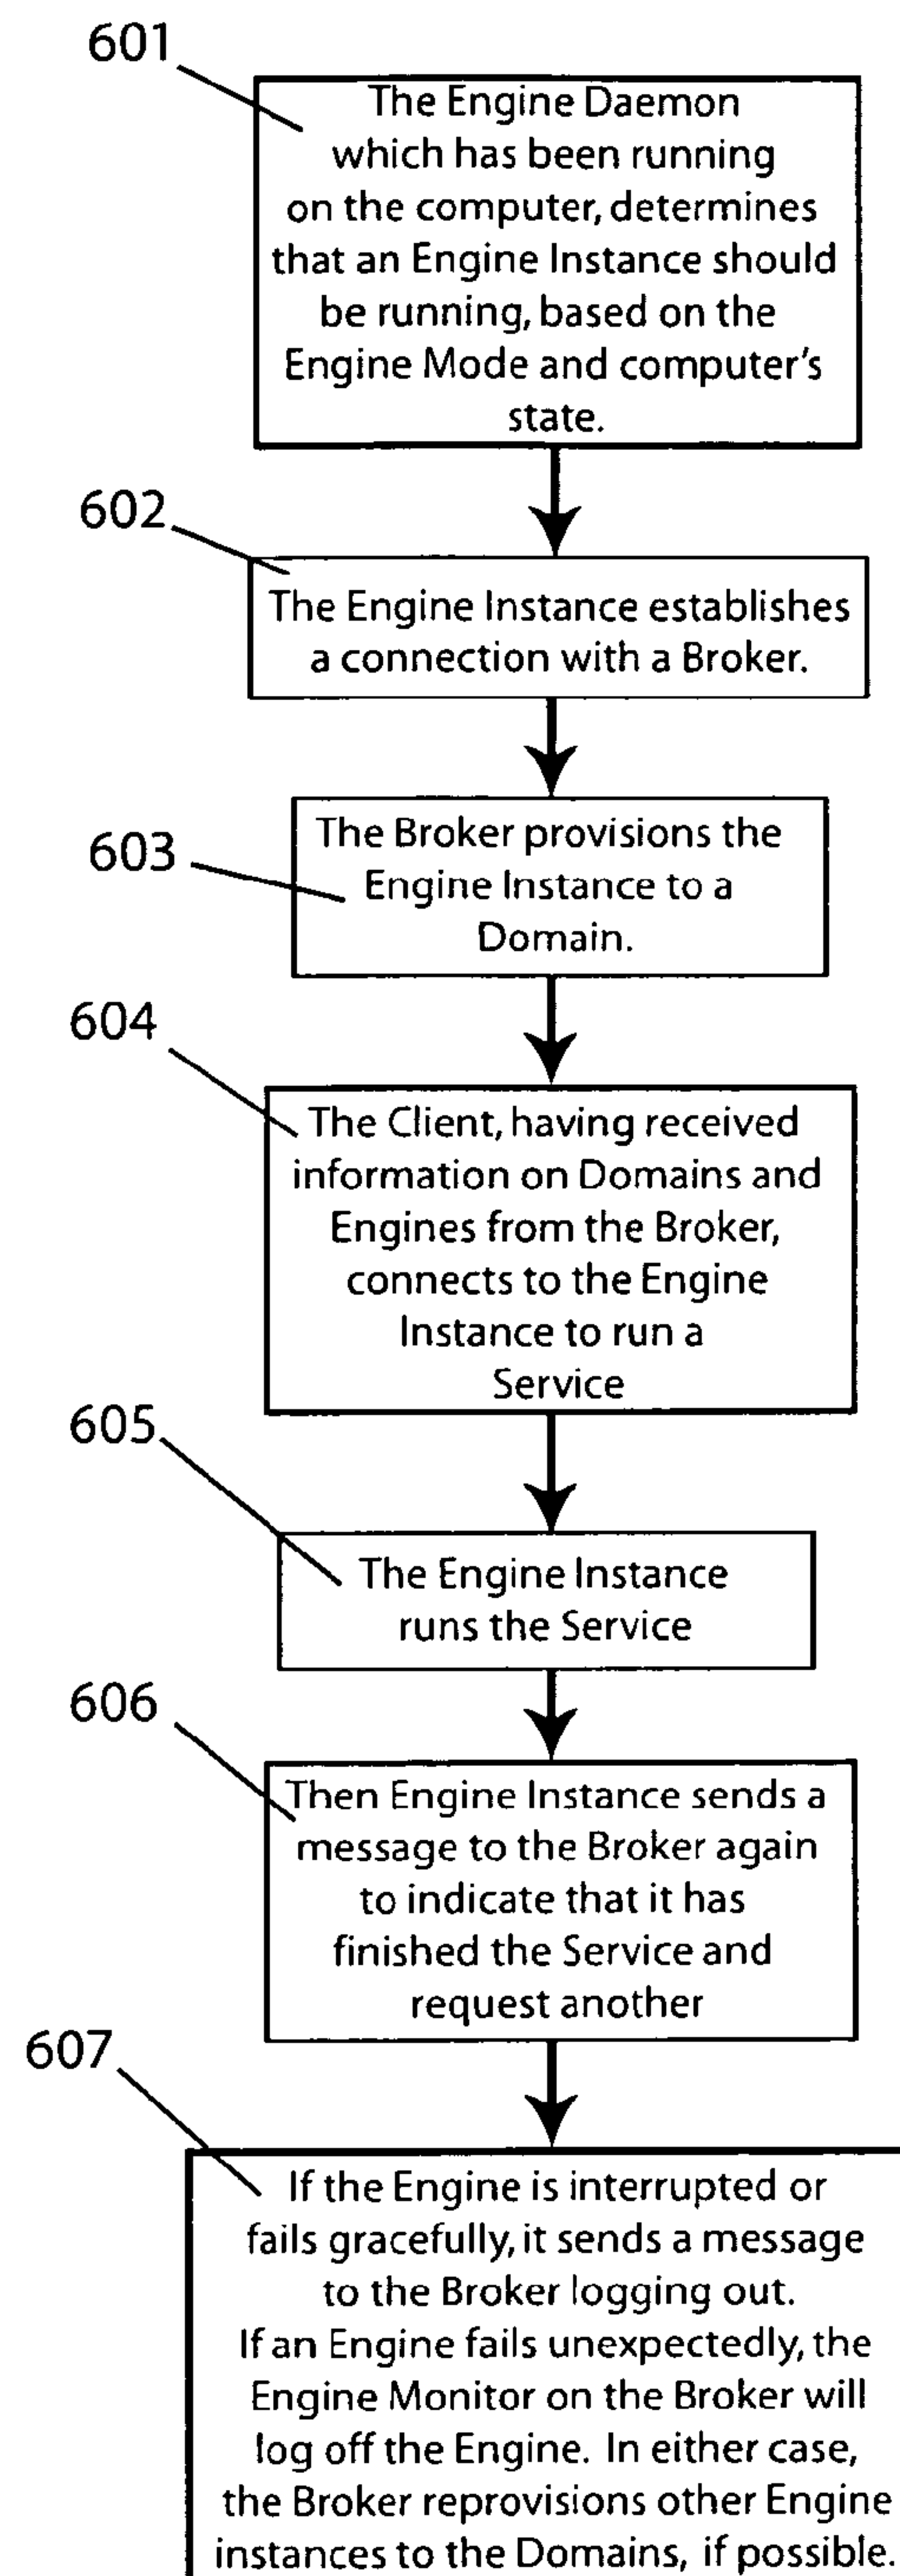 601
The Engine Daemon
which has been running
on the computer, determines
that an Engine Instance should
be running, based on the
Engine Mode and computer's
state.
602
The Engine Instance establishes
a connection with a Broker.
603
The Broker provisions the
Engine Instance to a
Domain.
604
The Client, having received
information on Domains and
Engines from the Broker,
connects to the Engine
Instance to run a
Service
605
The Engine Instance
runs the Service
606
Then Engine Instance sends a
message to the Broker again
to indicate that it has
finished the Service and
request another
607
If the Engine is interrupted or
fails gracefully, it sends a message
to the Broker logging out.
If an Engine fails unexpectedly, the
Engine Monitor on the Broker will
log off the Engine. In either case,
the Broker reprovisions other Engine
instances to the Domains, if possible.